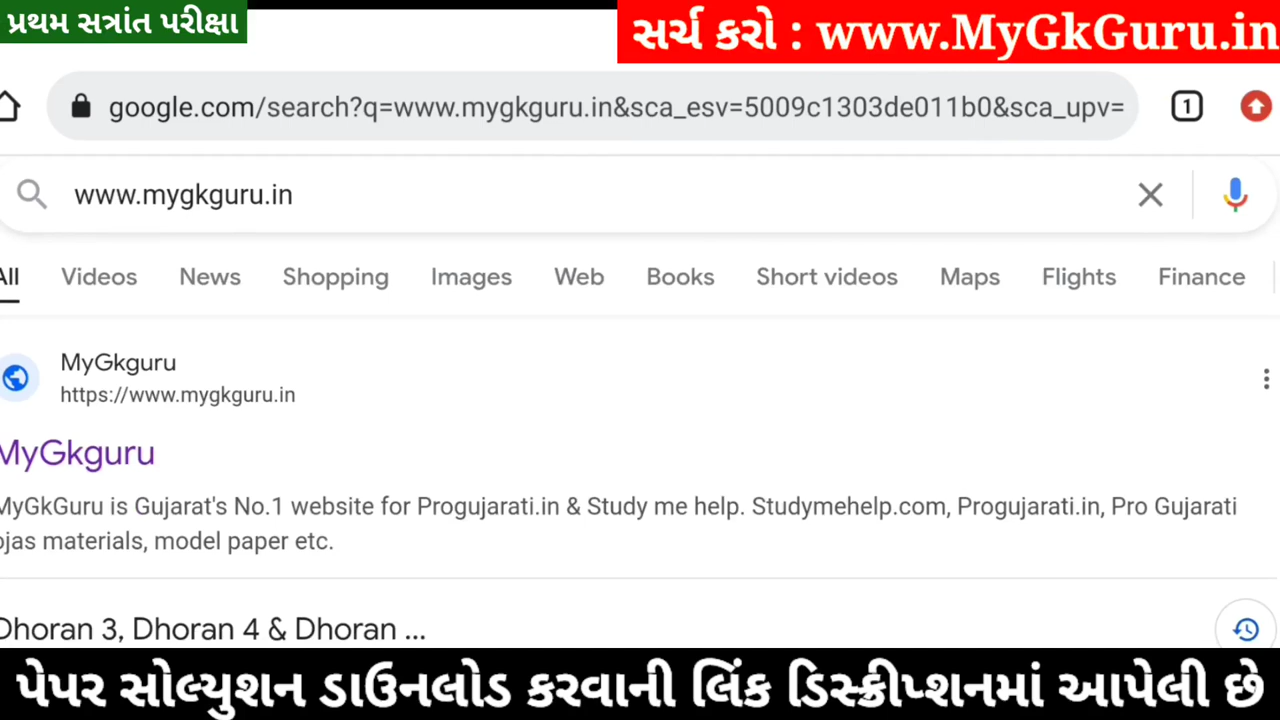 પ્રથમ સત્રાંત પરીક્ષા
સર્ચ કરો : www.MyGkGuru.in
google.com/search?q=www.mygkguru.in&sca_esv=5009c1303de011b0&sca_upv=
1
www.mygkguru.in
All Videos News Shopping Images Web Books Short videos Maps Flights Finance
MyGkguru
https://www.mygkguru.in
MyGkguru
MyGkGuru is Gujarat's No.1 website for Progujarati.in & Study me help. Studymehelp.com, Progujarati.in, Pro Gujarati
ojas materials, model paper etc.
Dhoran 3, Dhoran 4 & Dhoran ...
પેપર સોલ્યુશન ડાઉનલોડ કરવાની લિંક ડિસ્ક્રીપ્શનમાં આપેલી છે